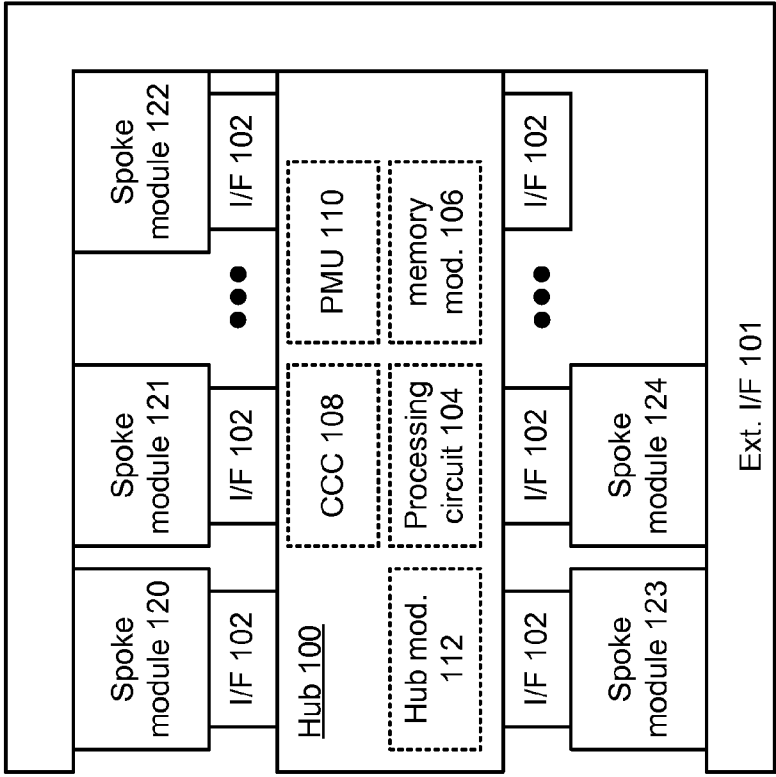 Spoke
module 120
Spoke
module 121
Spoke
module 122
I/F 102
I/F 102
I/F 102
Hub 100
CCC 108
PMU 110
Hub mod.
112
Processing
circuit 104
memory
mod. 106
I/F 102
I/F 102
I/F 102
Spoke
module 123
Spoke
module 124
Ext. I/F 101